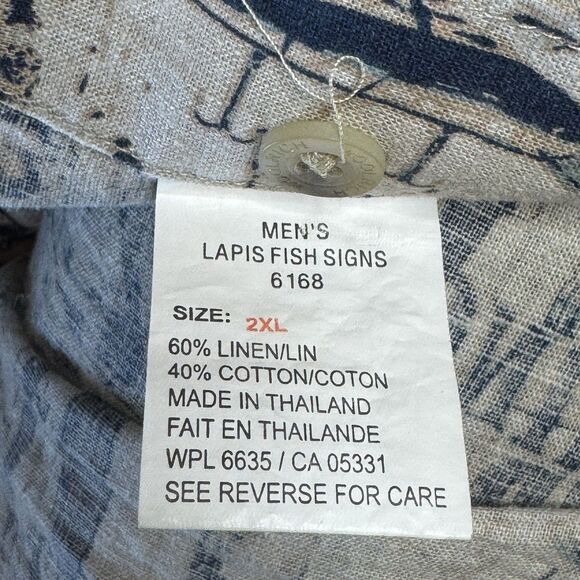 MEN'S
LAPIS FISH SIGNS
6168
SIZE: 2XL
60% LINEN/LIN
40% COTTON/COTON
MADE IN THAILAND
FAIT EN THAILANDE
WPL 6635 / CA 05331
SEE REVERSE FOR CARE